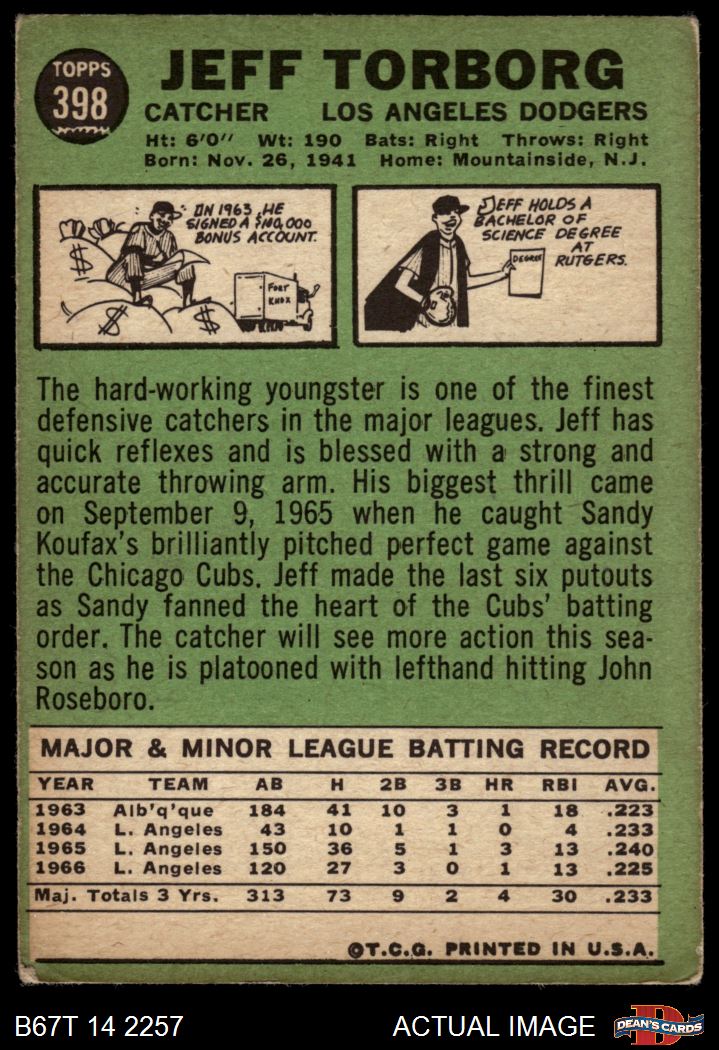 TOPPS
398
JEFF TORBORG
CATCHER LOS ANGELES DODGERS
Ht: 6'0" Wt: 190 Bats: Right Throws: Right
Born: Nov. 26, 1941 Home: Mountainside, N.J.
IN 1963, HE
SIGNED A $100,000
BONUS ACCOUNT.
$
$
$
FORT
KNOX
JEFF HOLDS A
BACHELOR OF
SCIENCE DEGREE
AT
RUTGERS.
DEGREE
The hard-working youngster is one of the finest
defensive catchers in the major leagues. Jeff has
quick reflexes and is blessed with a strong and
accurate throwing arm. His biggest thrill came
on September 9, 1965 when he caught Sandy
Koufax's brilliantly pitched perfect game against
the Chicago Cubs. Jeff made the last six putouts
as Sandy fanned the heart of the Cubs' batting
order. The catcher will see more action this sea-
son as he is platooned with lefthand hitting John
Roseboro.
MAJOR & MINOR LEAGUE BATTING RECORD
YEAR TEAM AB H 2B 3B HR RBI AVG.
1963 Alb'q'que 184 41 10 3 1 18 .223
1964 L. Angeles 43 10 1 1 0 4 .233
1965 L. Angeles 150 36 5 1 3 13 .240
1966 L. Angeles 120 27 3 0 1 13 .225
Maj. Totals 3 Yrs. 313 73 9 2 4 30 .233
©T.C.G. PRINTED IN U.S.A.
B67T 14 2257 ACTUAL IMAGE
D
DEAN'S CARDS